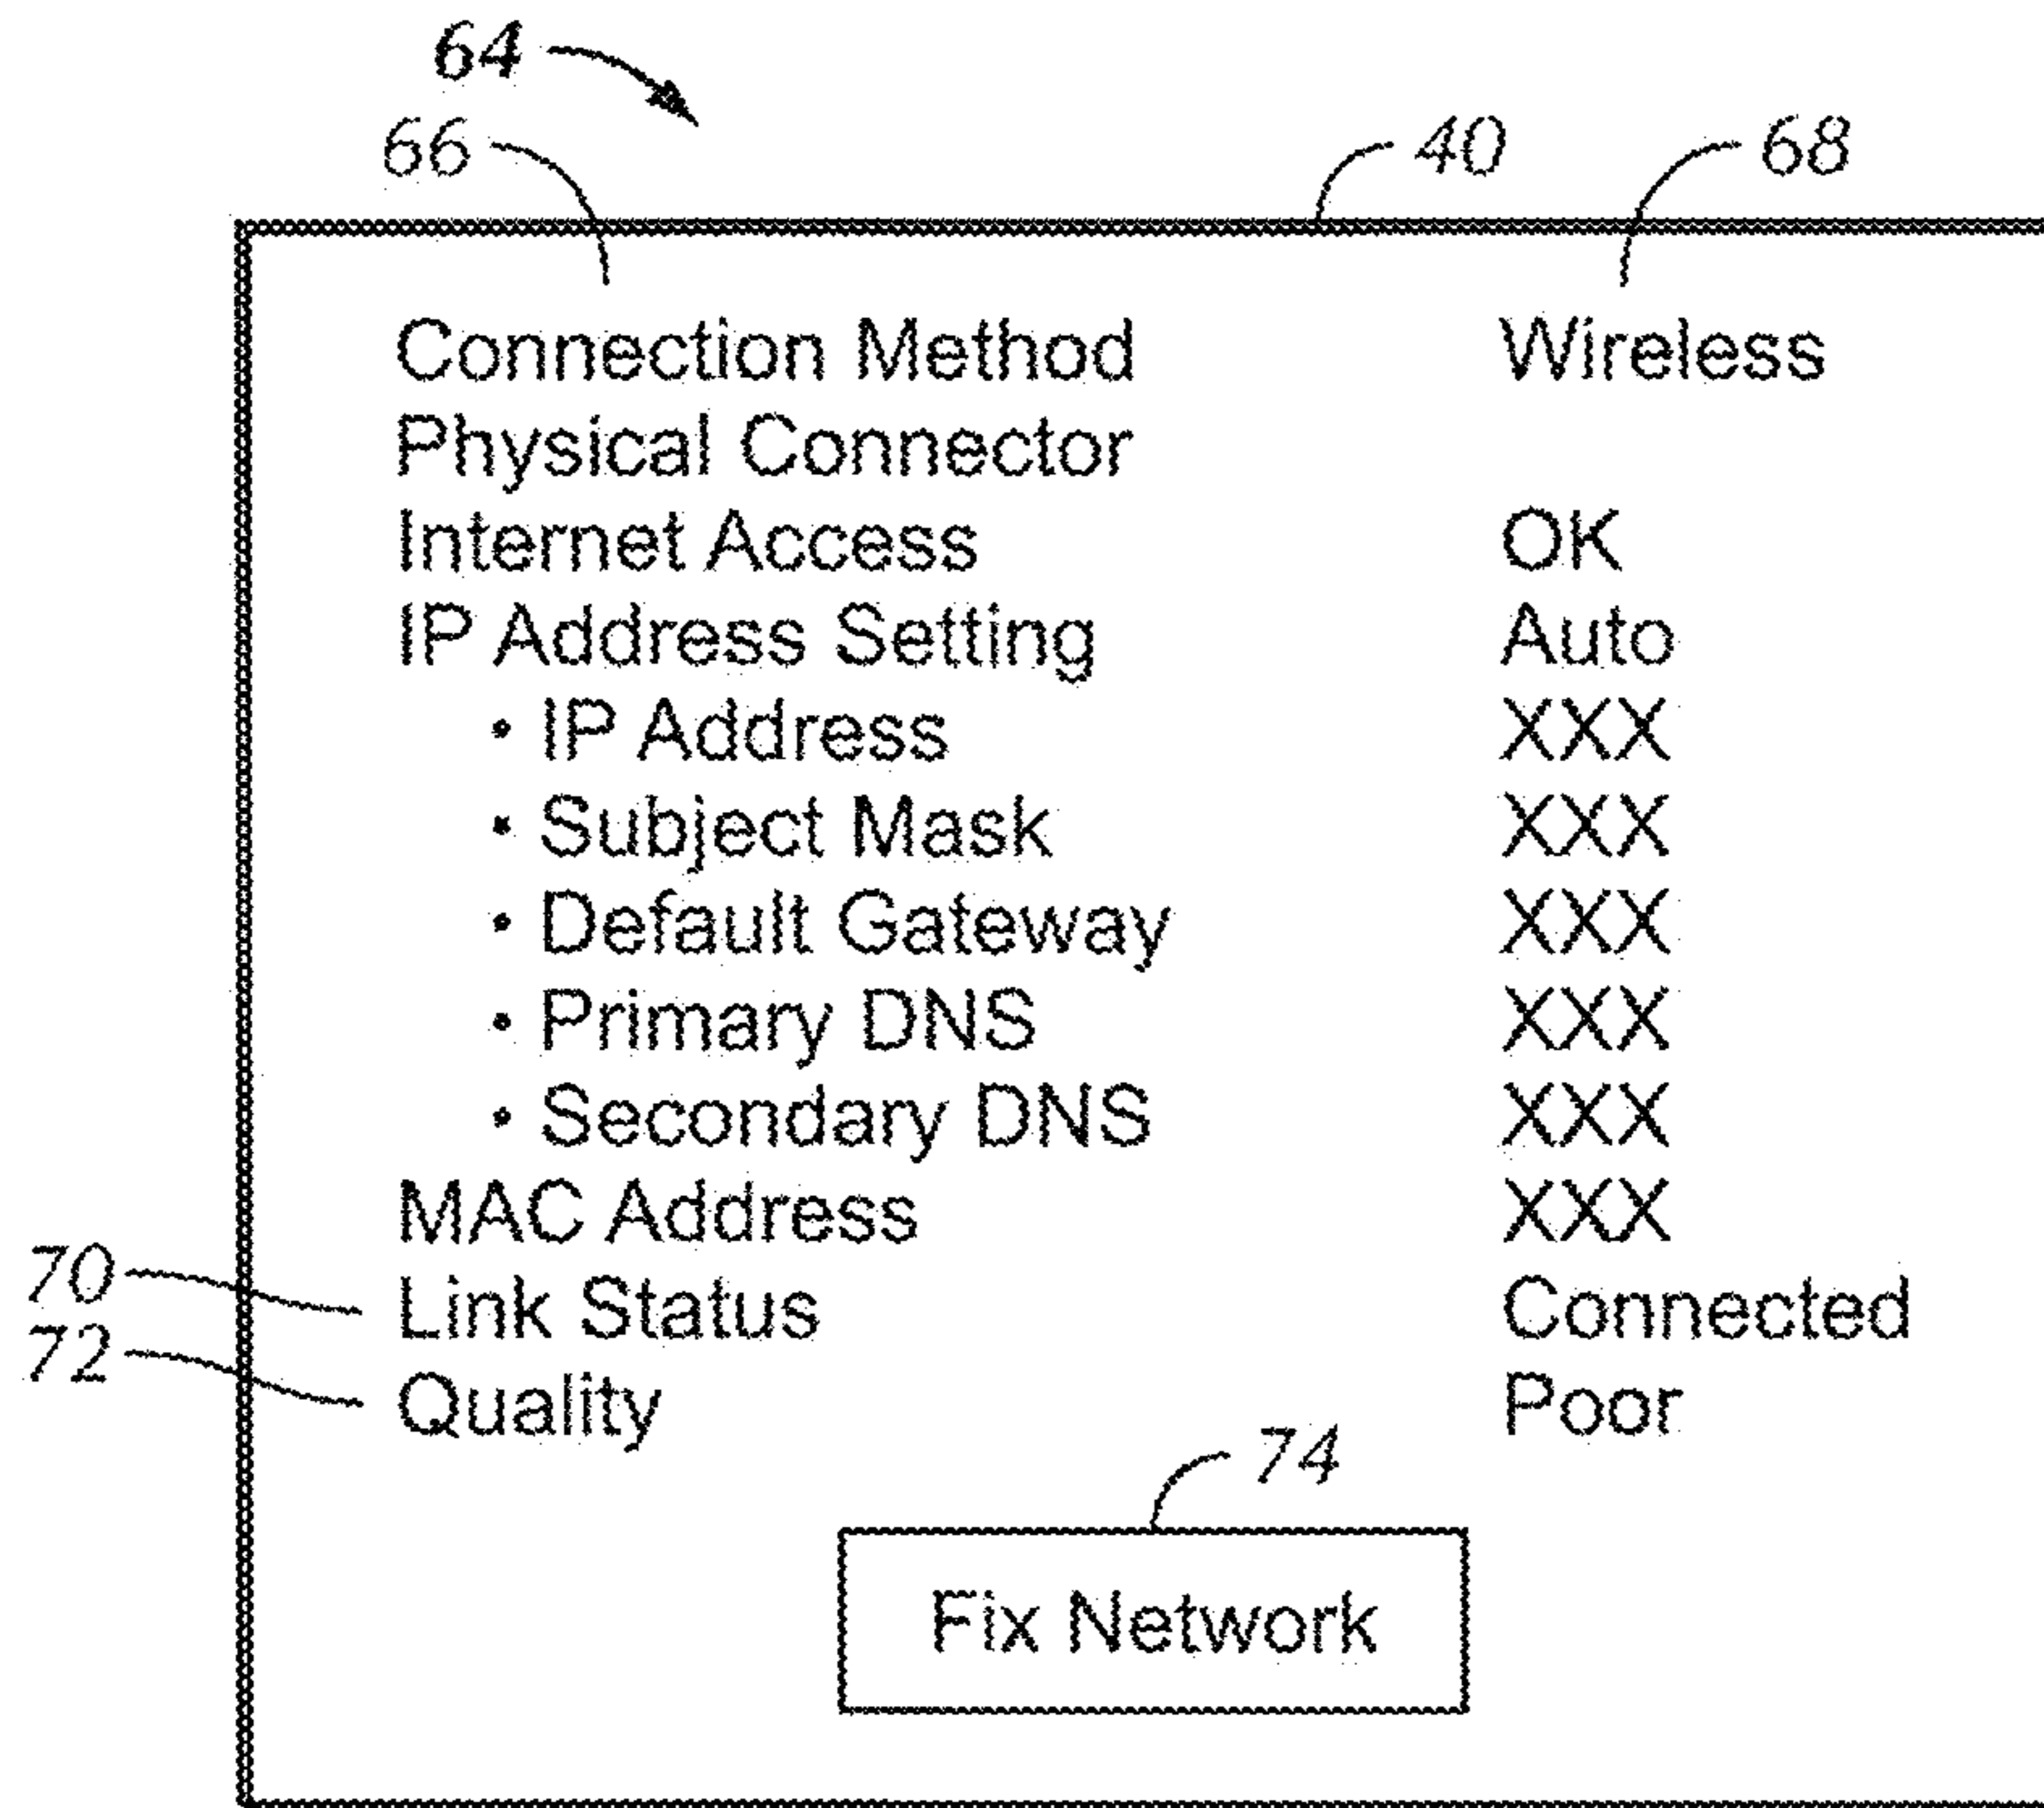 64
66 40 68
Connection Method Wireless
Physical Connector
Internet Access OK
IP Address Setting Auto
• IP Address XXX
• Subject Mask XXX
• Default Gateway XXX
• Primary DNS XXX
• Secondary DNS XXX
MAC Address XXX
70 Link Status Connected
72 Quality Poor
74
Fix Network